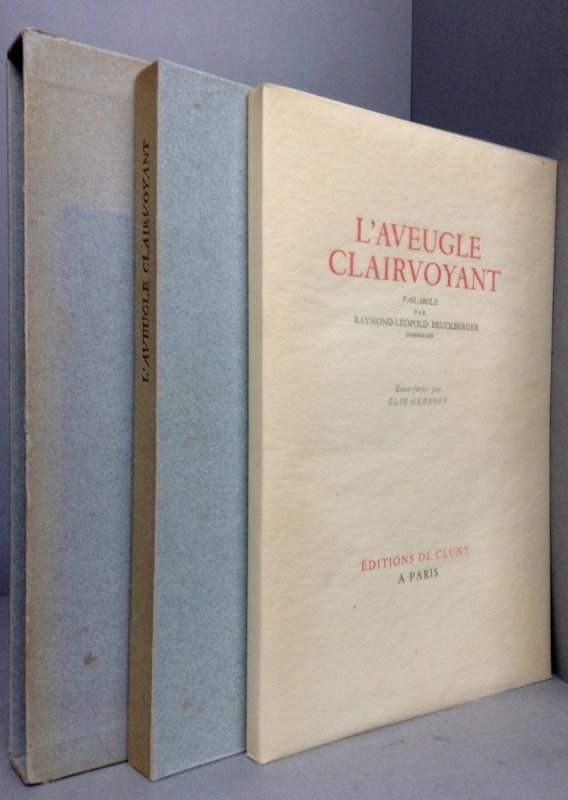 L'AVEUGLE CLAIRVOYANT
L'AVEUGLE
CLAIRVOYANT
PARABOLE
PAR
RAYMOND-LÉOPOLD BRUCKBERGER
DOMINICAIN
Eaux-fortes par
ÉLIE GREKOFF
ÉDITIONS DE CLUNY
A PARIS